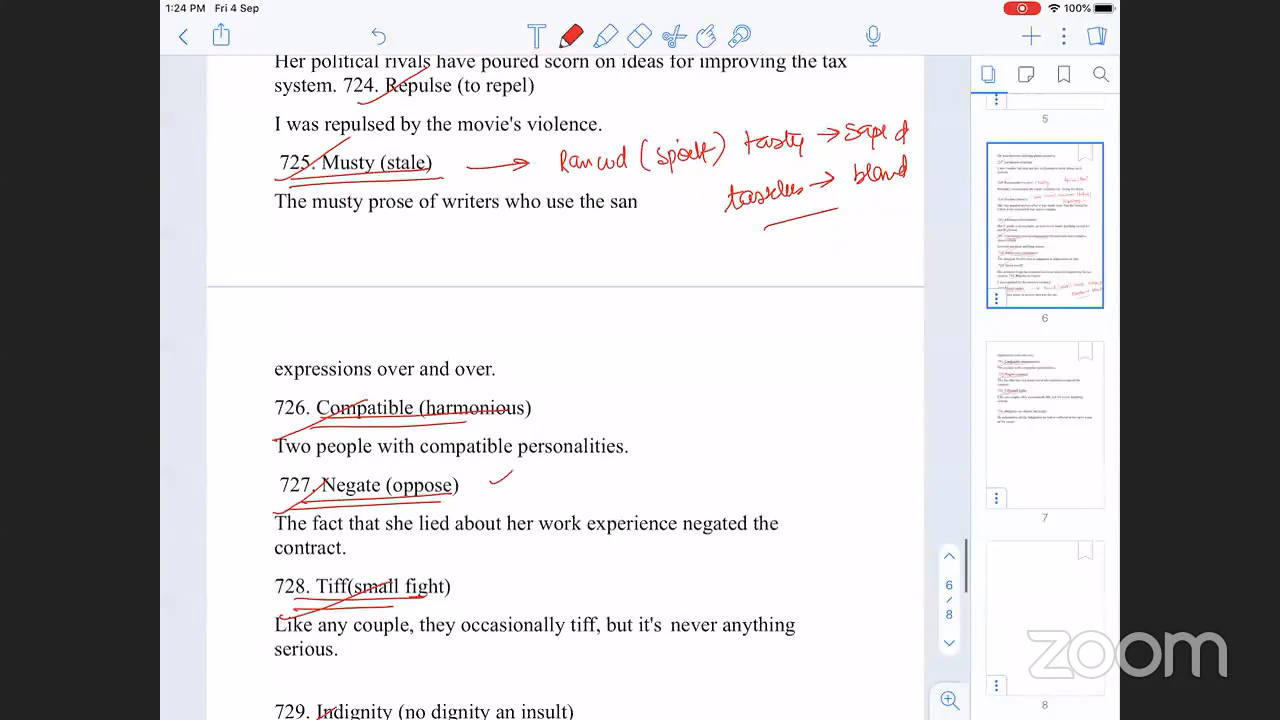 1:24 PM Fri 4 Sep
100%
Her political rivals have poured scorn on ideas for improving the tax
system. 724. Repulse (to repel)
I was repulsed by the movie's violence.
725. Musty (stale)
Rancid (spoilt) tasty →
tasteless → bland
The musty prose of writers who use the san
expressions over and over.
726. Compatible (harmonious)
Two people with compatible personalities.
727. Negate (oppose)
The fact that she lied about her work experience negated the
contract.
728. Tiff(small fight)
Like any couple, they occasionally tiff, but it's never anything
serious.
729. Indignity (no dignity an insult)
5
6
7
8
6
/
8
zoom